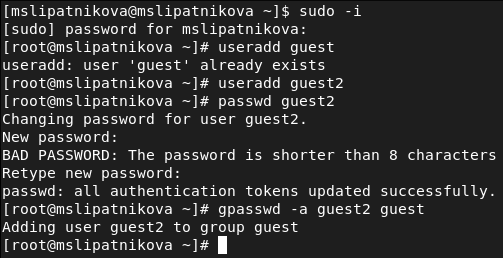 [mslipatnikova@mslipatnikova ~]$ sudo -i
[sudo] password for mslipatnikova:
[root@mslipatnikova ~]# useradd guest
useradd: user 'guest' already exists
[root@mslipatnikova ~]# useradd guest2
[root@mslipatnikova ~]# passwd guest2
Changing password for user guest2.
New password:
BAD PASSWORD: The password is shorter than 8 characters
Retype new password:
passwd: all authentication tokens updated successfully.
[root@mslipatnikova ~]# gpasswd -a guest2 guest
Adding user guest2 to group guest
[root@mslipatnikova ~]#